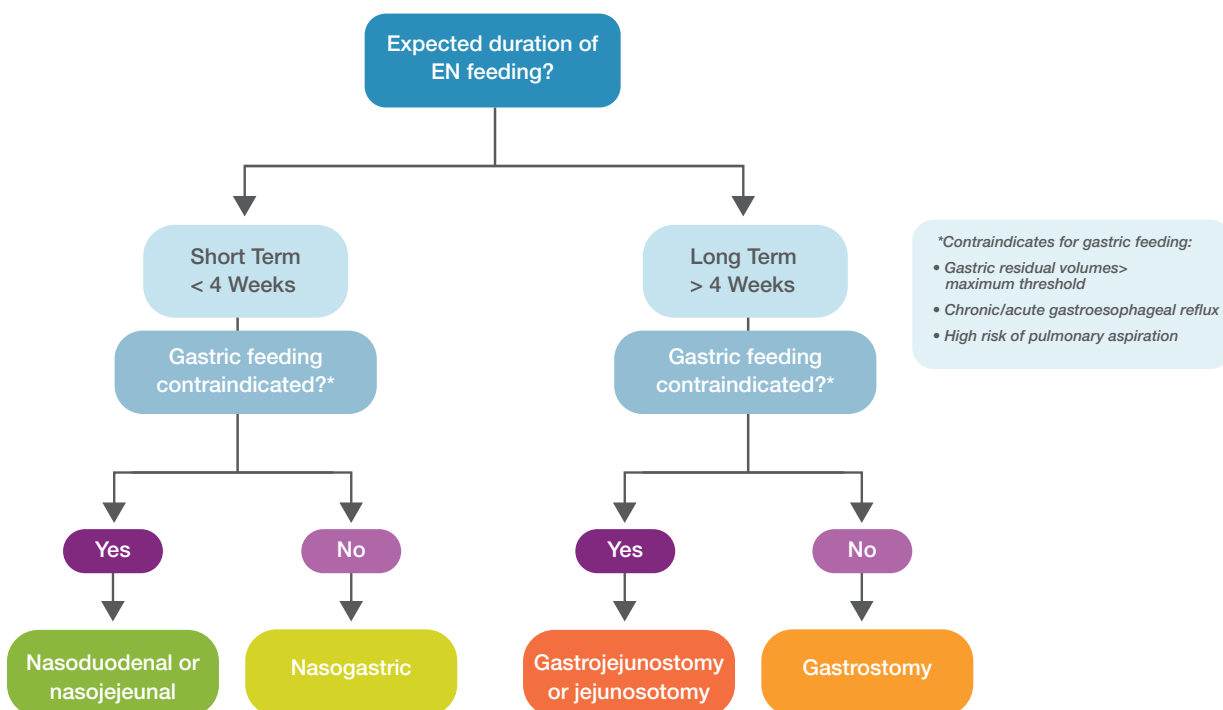 Expected duration of
EN feeding?
Short Term
< 4 Weeks
Long Term
> 4 Weeks
*Contraindicates for gastric feeding:
• Gastric residual volumes>
maximum threshold
• Chronic/acute gastroesophageal reflux
• High risk of pulmonary aspiration
Gastric feeding
contraindicated?*
Gastric feeding
contraindicated?*
Yes
No
Yes
No
Nasoduodenal or
nasojejeunal
Nasogastric
Gastrojejunostomy
or jejunosotomy
Gastrostomy